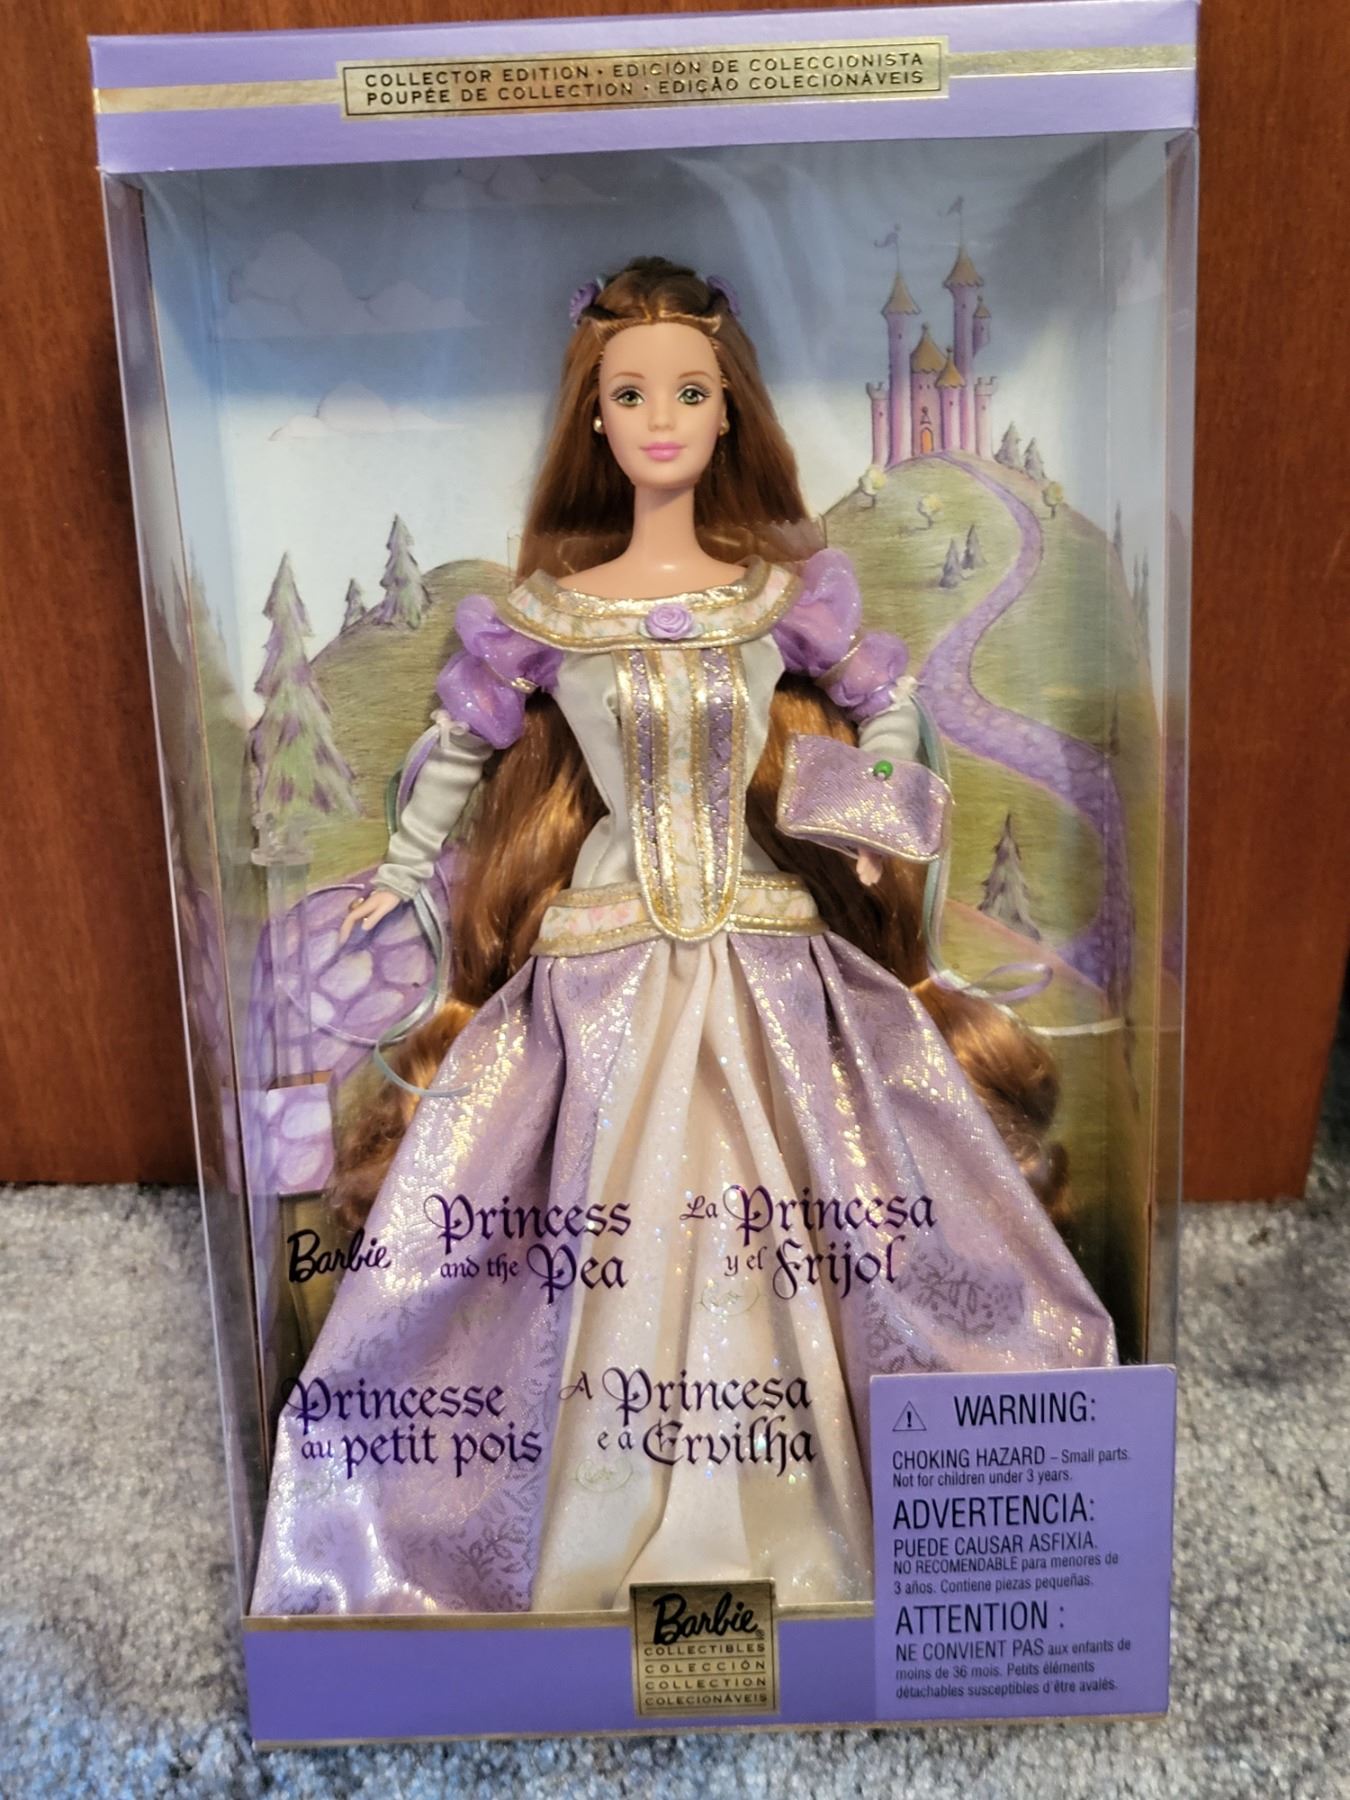 COLLECTOR EDITION · EDICIÓN DE COLECCIONISTA
POUPÉE DE COLLECTION · EDIÇÃO COLECIONÁVEIS
Barbie
Princess
and the Pea
La Princesa
y el Frijol
Princesse
au petit pois
A Princesa
e a Ervilha
⚠ WARNING:
CHOKING HAZARD – Small parts.
Not for children under 3 years.
ADVERTENCIA:
PUEDE CAUSAR ASFIXIA.
NO RECOMENDABLE para menores de
3 años. Contiene piezas pequeñas.
ATTENTION :
NE CONVIENT PAS aux enfants de
moins de 36 mois. Petits éléments
détachables susceptibles d'être avalés.
Barbie®
COLLECTIBLES
COLECCIÓN
COLLECTION
COLECIONÁVEIS